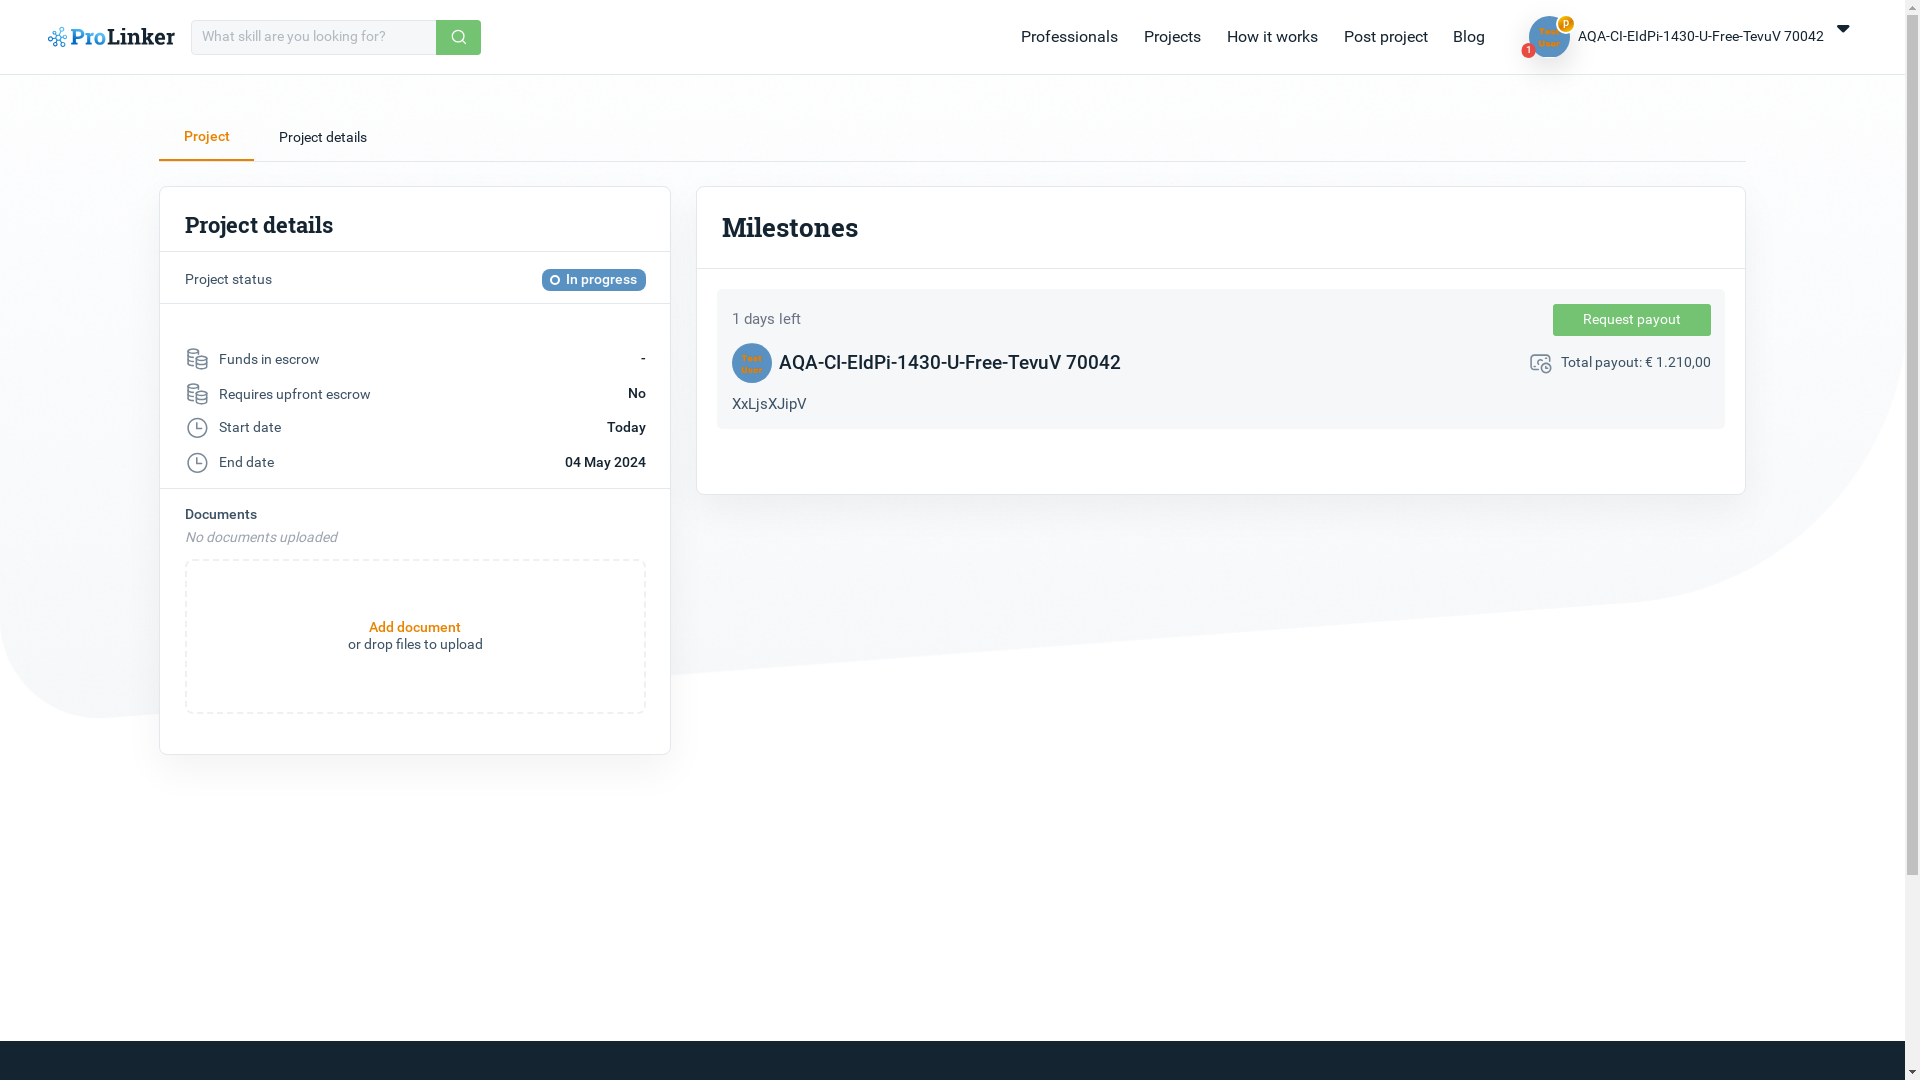 ProLinker
What skill are you looking for?
Professionals
Projects
How it works
Post project
Blog
P
1
Test
User
AQA-CI-EIdPi-1430-U-Free-TevuV 70042
Project
Project details
Project details
Project status
In progress
Funds in escrow
-
Requires upfront escrow
No
Start date
Today
End date
04 May 2024
Documents
No documents uploaded
Add document
or drop files to upload
Milestones
1 days left
Request payout
Test
User
AQA-CI-EIdPi-1430-U-Free-TevuV 70042
Total payout: € 1.210,00
XxLjsXJipV